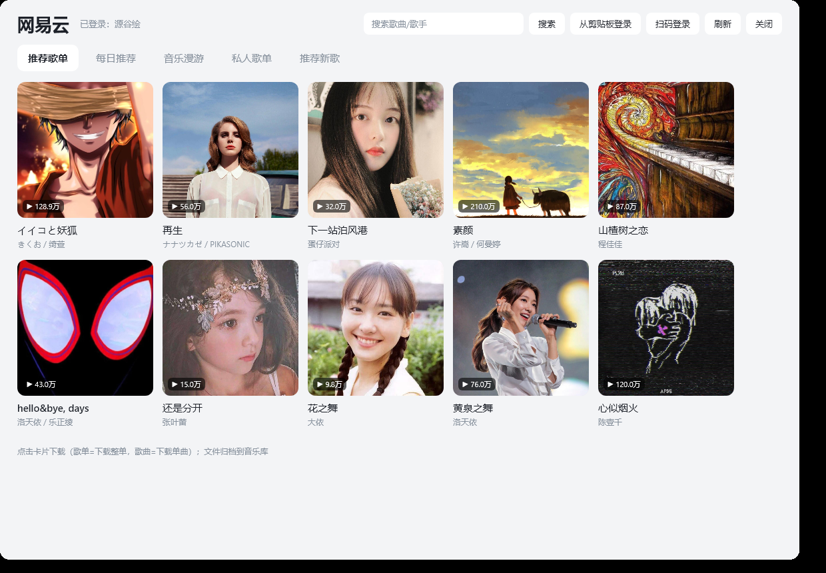 网易云 已登录：源谷绘 搜索歌曲/歌手 搜索 从剪贴板登录 扫码登录 刷新 关闭
推荐歌单 每日推荐 音乐漫游 私人歌单 推荐新歌
▶ 128.9万 ▶ 56.0万 ▶ 32.0万 ▶ 210.0万 ▶ 87.0万
イイコと妖狐 再生 下一站泊风港 素颜 山楂树之恋
きくお / 绮萱 ナナツカゼ / PIKASONIC 蛋仔派对 许嵩 / 何曼婷 程佳佳
▶ 43.0万 ▶ 15.0万 ▶ 9.8万 ▶ 76.0万 ▶ 120.0万
hello&bye, days 还是分开 花之舞 黄泉之舞 心似烟火
洛天依 / 乐正绫 张叶蕾 大侬 洛天依 陈壹千
点击卡片下载（歌单=下载整单，歌曲=下载单曲）；文件归档到音乐库